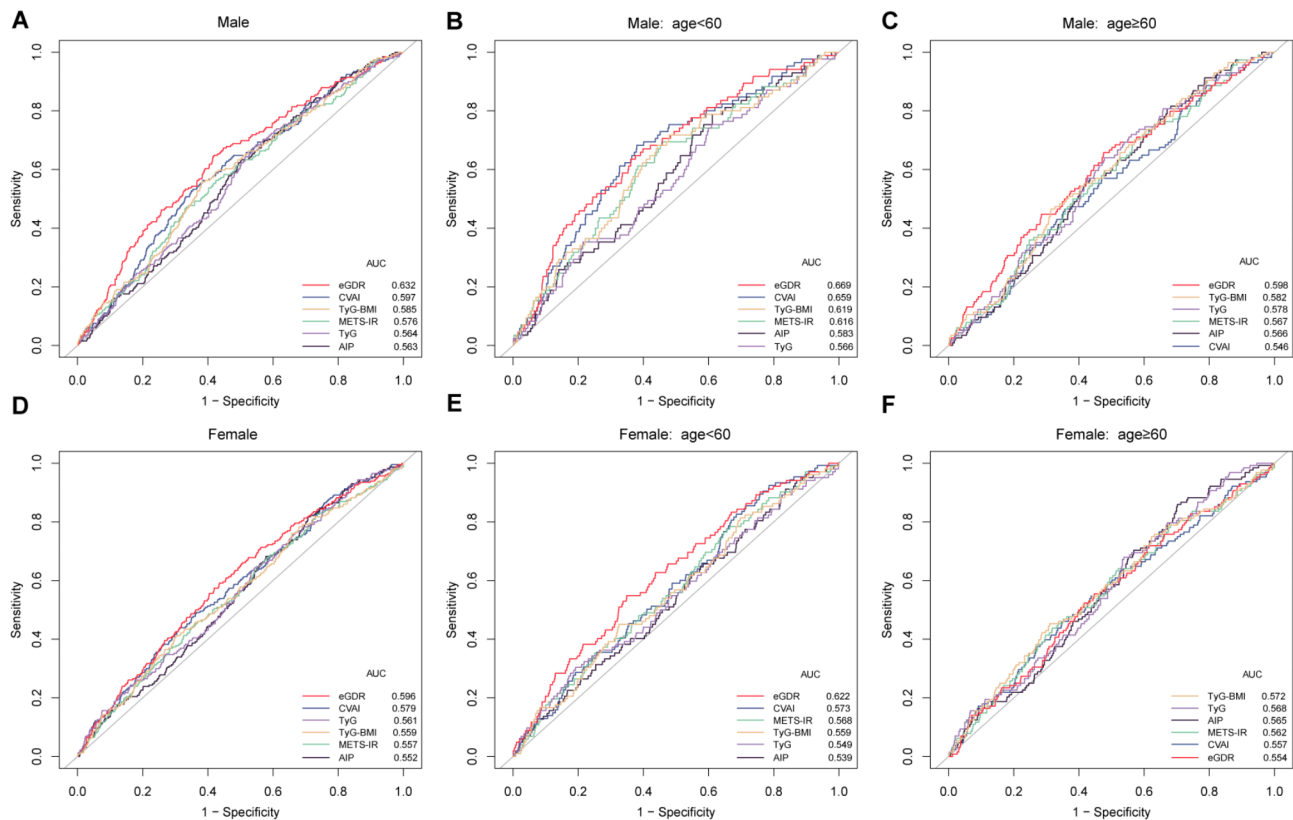 A
Male
Sensitivity
1.0
0.8
0.6
0.4
0.2
0.0
AUC
eGDR 0.632
CVAI 0.597
TyG-BMI 0.585
METS-IR 0.576
TyG 0.564
AIP 0.563
0.0 0.2 0.4 0.6 0.8 1.0
1 − Specificity
B
Male: age<60
Sensitivity
1.0
0.8
0.6
0.4
0.2
0.0
AUC
eGDR 0.669
CVAI 0.659
TyG-BMI 0.619
METS-IR 0.616
AIP 0.583
TyG 0.566
0.0 0.2 0.4 0.6 0.8 1.0
1 − Specificity
C
Male: age≥60
Sensitivity
1.0
0.8
0.6
0.4
0.2
0.0
AUC
eGDR 0.598
TyG-BMI 0.582
TyG 0.578
METS-IR 0.567
AIP 0.566
CVAI 0.546
0.0 0.2 0.4 0.6 0.8 1.0
1 − Specificity
D
Female
Sensitivity
1.0
0.8
0.6
0.4
0.2
0.0
AUC
eGDR 0.596
CVAI 0.579
TyG 0.561
TyG-BMI 0.559
METS-IR 0.557
AIP 0.552
0.0 0.2 0.4 0.6 0.8 1.0
1 − Specificity
E
Female: age<60
Sensitivity
1.0
0.8
0.6
0.4
0.2
0.0
AUC
eGDR 0.622
CVAI 0.573
METS-IR 0.568
TyG-BMI 0.559
TyG 0.549
AIP 0.539
0.0 0.2 0.4 0.6 0.8 1.0
1 − Specificity
F
Female: age≥60
Sensitivity
1.0
0.8
0.6
0.4
0.2
0.0
AUC
TyG-BMI 0.572
TyG 0.568
AIP 0.565
METS-IR 0.562
CVAI 0.557
eGDR 0.554
0.0 0.2 0.4 0.6 0.8 1.0
1 − Specificity